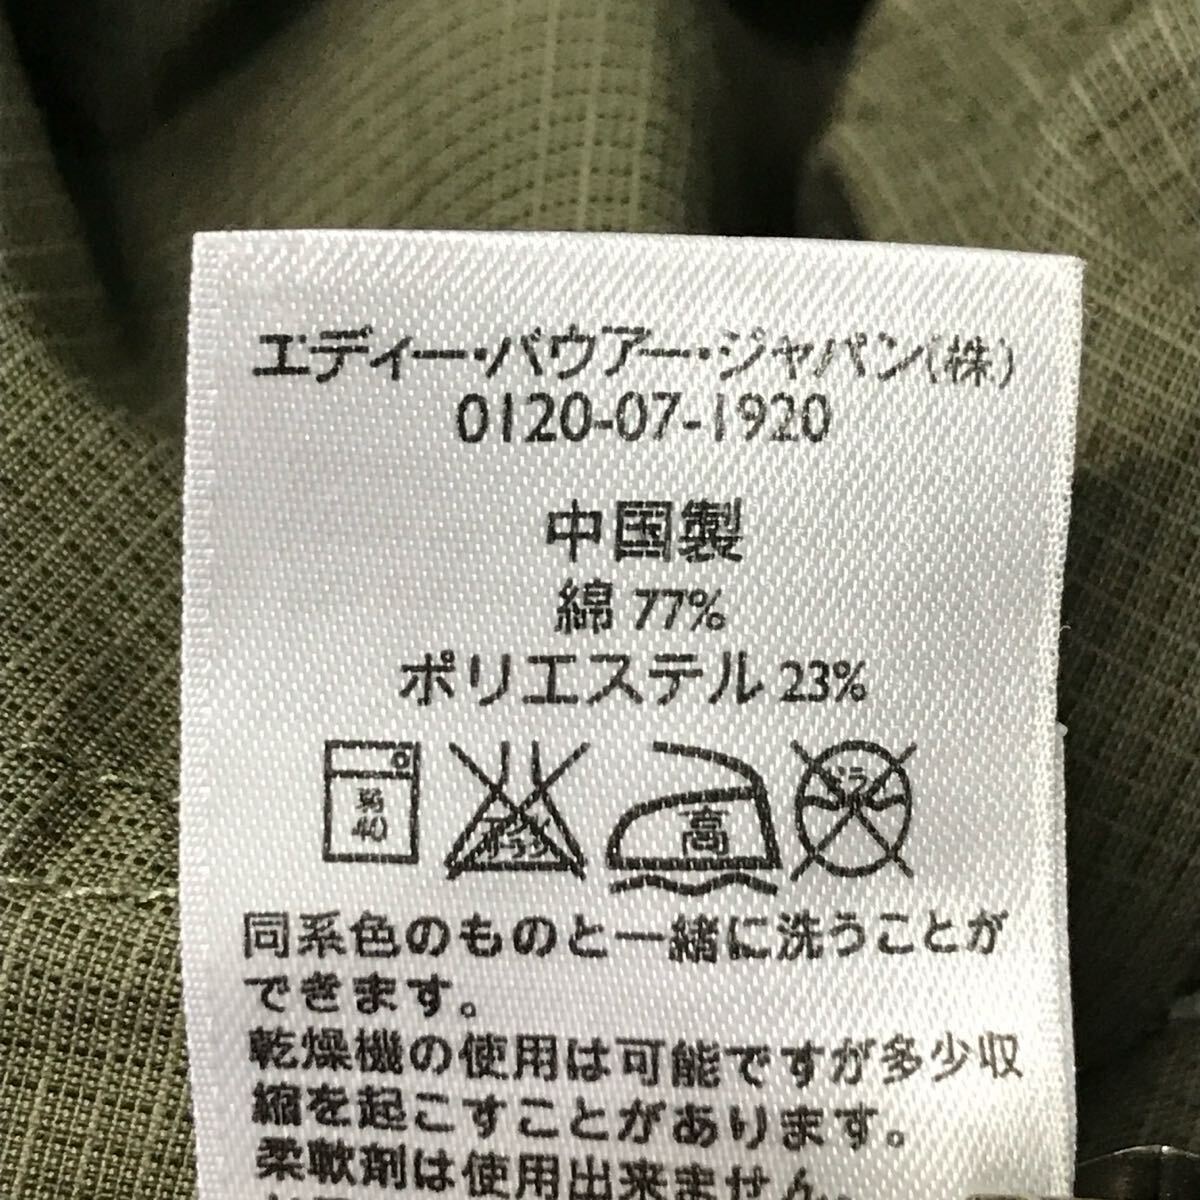 エディー・バウアー・ジャパン(株)
0120-07-1920
中国製
綿 77%
ポリエステル 23%
弱
40
高
ドライ
同系色のものと一緒に洗うことが
できます。
乾燥機の使用は可能ですが多少収
縮を起こすことがあります。
柔軟剤は使用出来ません。